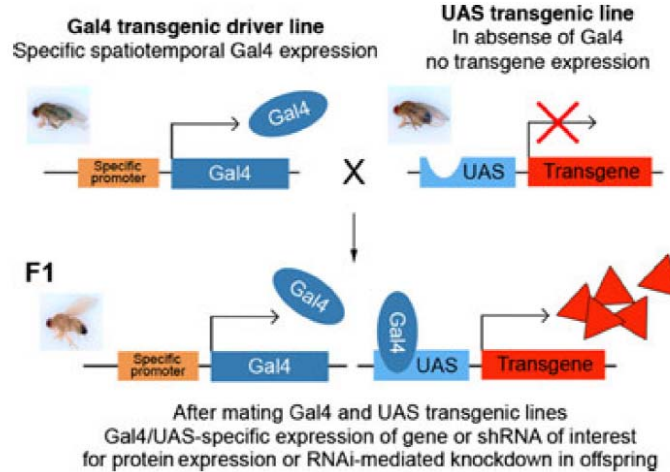 Gal4 transgenic driver line
Specific spatiotemporal Gal4 expression
UAS transgenic line
In absense of Gal4
no transgene expression
Gal4
Specific
promoter
Gal4
X
UAS
Transgene
F1
Gal4
Gal4
Specific
promoter
Gal4
UAS
Transgene
After mating Gal4 and UAS transgenic lines
Gal4/UAS-specific expression of gene or shRNA of interest
for protein expression or RNAi-mediated knockdown in offspring